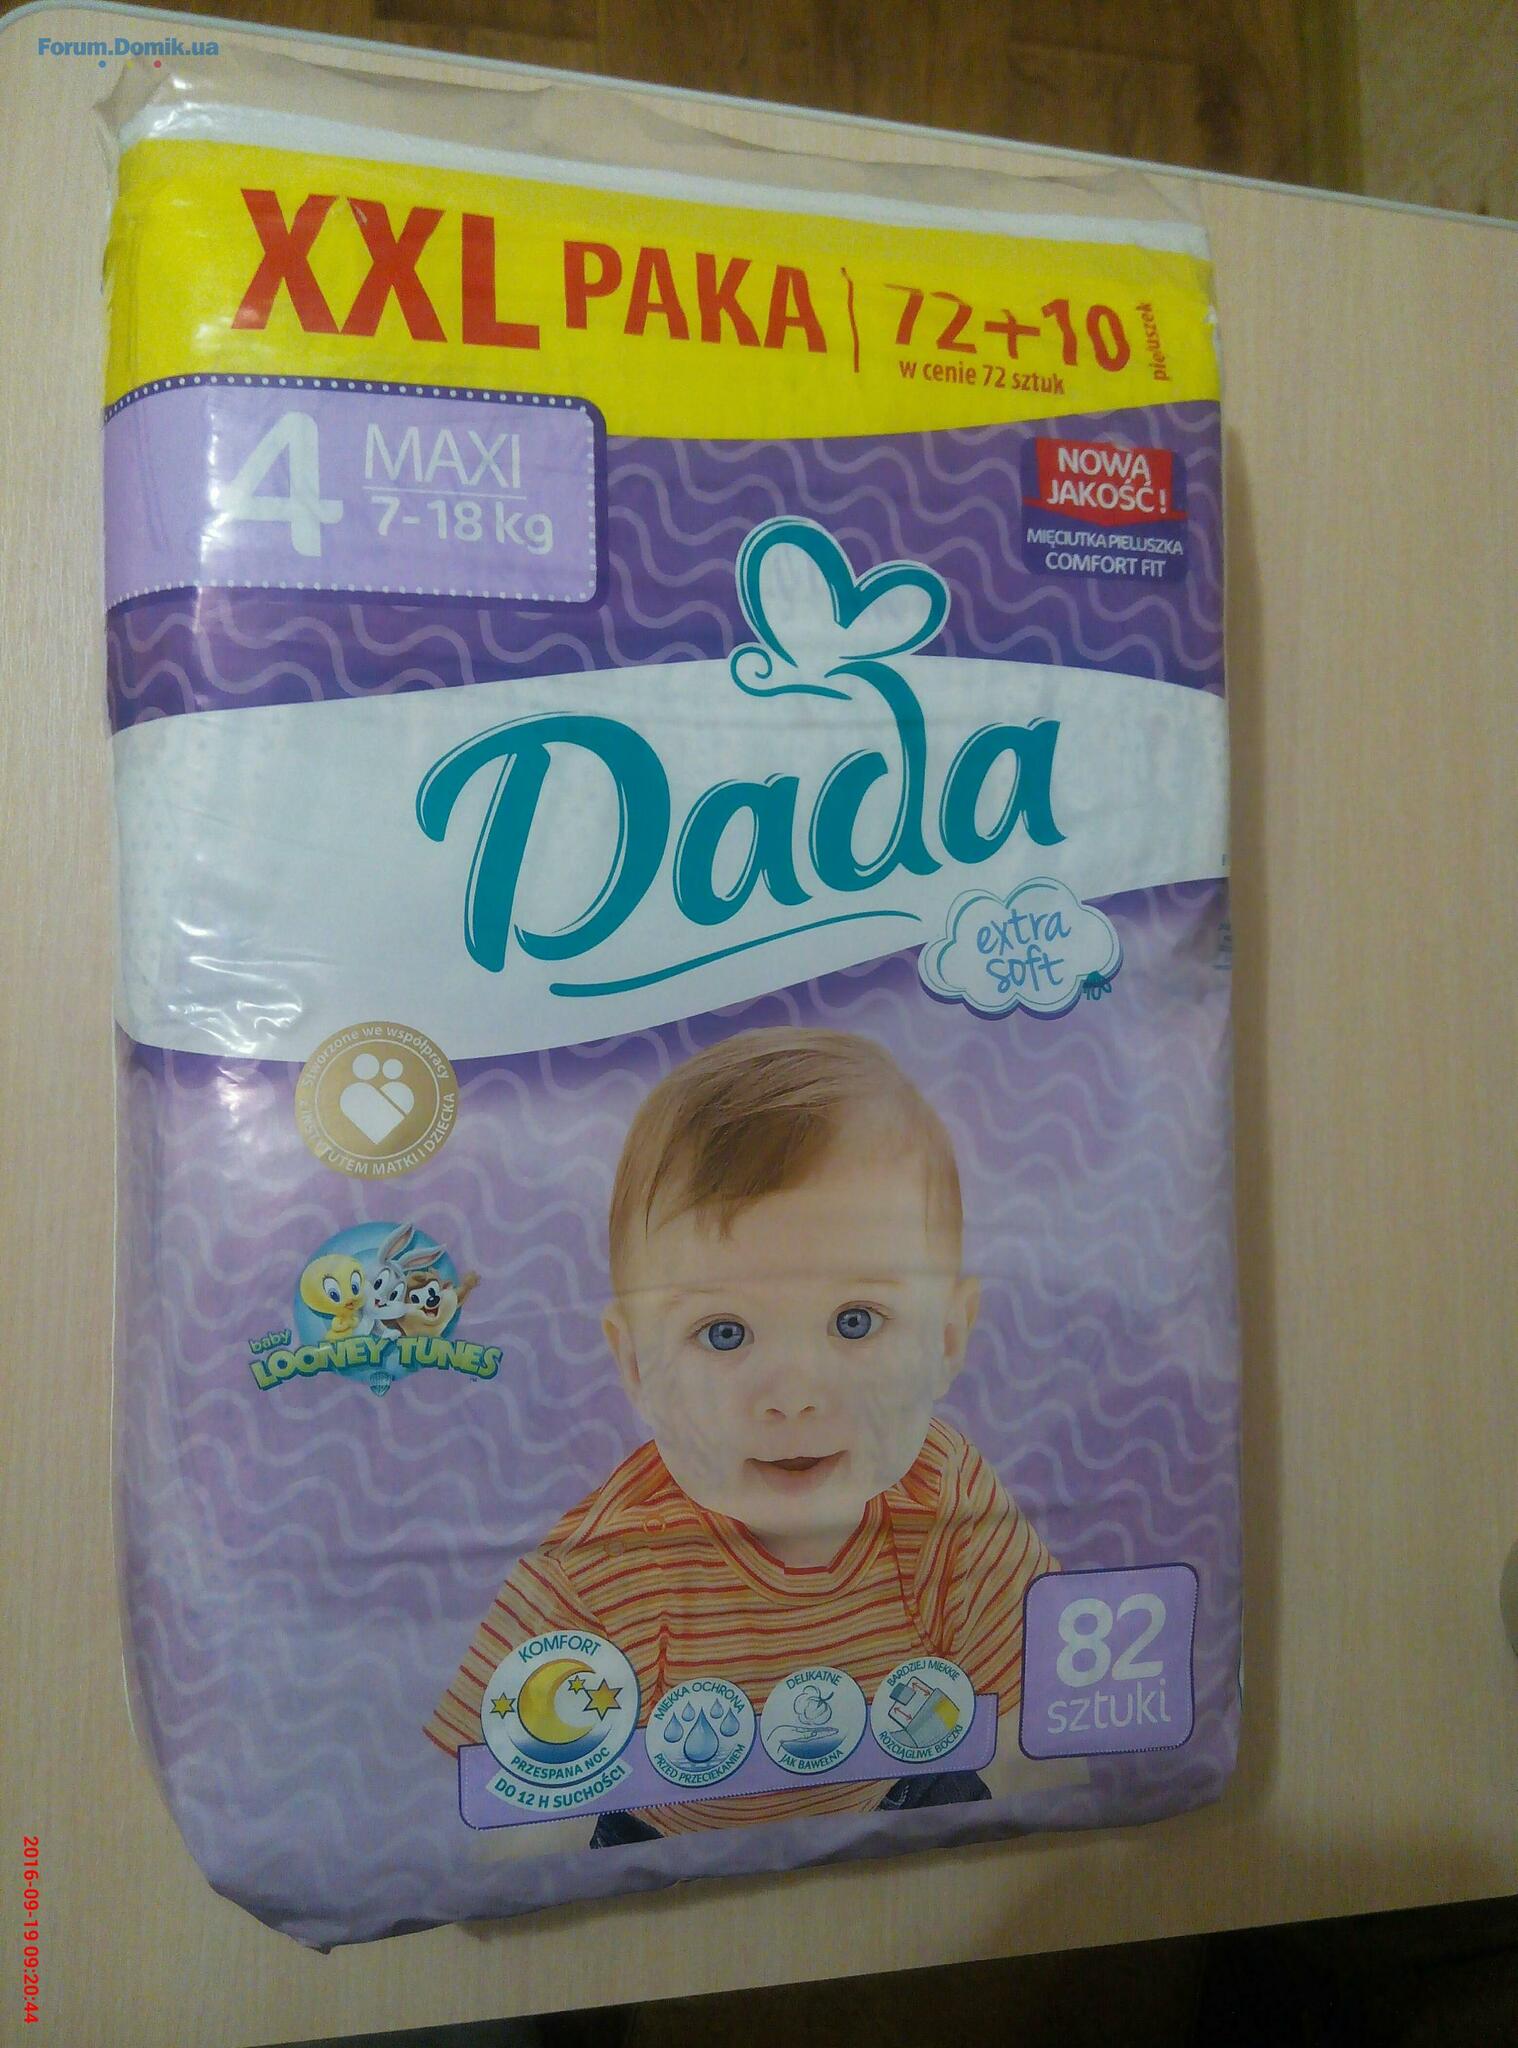 Forum.Domik.ua
XXL PAKA
72+10
pieluszek
w cenie 72 sztuk
4
MAXI
7-18 kg
NOWA
JAKOŚĆ!
MIĘCIUTKA PIELUSZKA
COMFORT FIT
Dada
extra
soft
Stworzone we współpracy
z INSTYTUTEM MATKI I DZIECKA
baby
LOONEY TUNES
KOMFORT
PRZESPANA NOC
DO 12 H SUCHOŚCI
MIĘKKA OCHRONA
PRZED PRZECIEKANIEM
DELIKATNE
JAK BAWEŁNA
BARDZIEJ MIĘKKIE
ROZCIĄGLIWE BOCZKI
82
sztuki
2016-09-19 09:20:44